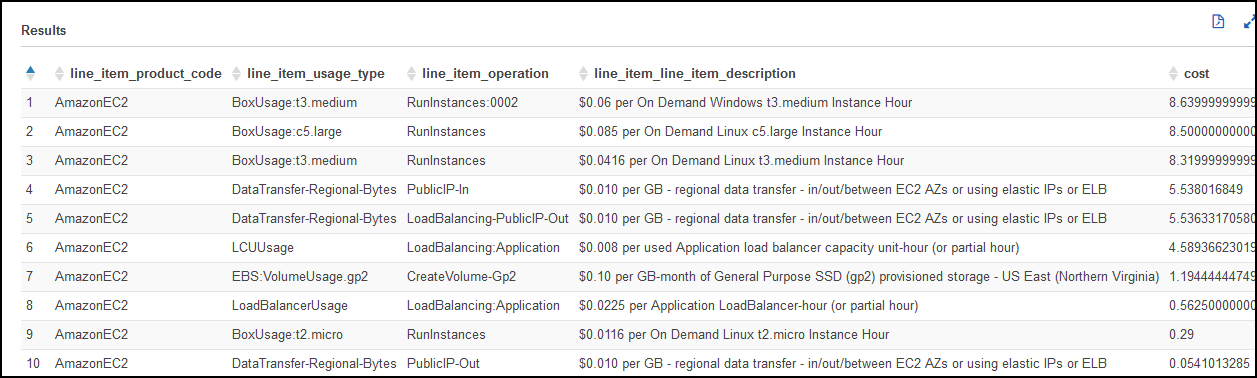 Results
line_item_product_code line_item_usage_type line_item_operation line_item_line_item_description cost
1 AmazonEC2 BoxUsage:t3.medium RunInstances:0002 $0.06 per On Demand Windows t3.medium Instance Hour 8.63999999999
2 AmazonEC2 BoxUsage:c5.large RunInstances $0.085 per On Demand Linux c5.large Instance Hour 8.50000000000
3 AmazonEC2 BoxUsage:t3.medium RunInstances $0.0416 per On Demand Linux t3.medium Instance Hour 8.31999999999
4 AmazonEC2 DataTransfer-Regional-Bytes PublicIP-In $0.010 per GB - regional data transfer - in/out/between EC2 AZs or using elastic IPs or ELB 5.538016849
5 AmazonEC2 DataTransfer-Regional-Bytes LoadBalancing-PublicIP-Out $0.010 per GB - regional data transfer - in/out/between EC2 AZs or using elastic IPs or ELB 5.53633170580
6 AmazonEC2 LCUUsage LoadBalancing:Application $0.008 per used Application load balancer capacity unit-hour (or partial hour) 4.58936623019
7 AmazonEC2 EBS:VolumeUsage.gp2 CreateVolume-Gp2 $0.10 per GB-month of General Purpose SSD (gp2) provisioned storage - US East (Northern Virginia) 1.19444444749
8 AmazonEC2 LoadBalancerUsage LoadBalancing:Application $0.0225 per Application LoadBalancer-hour (or partial hour) 0.56250000000
9 AmazonEC2 BoxUsage:t2.micro RunInstances $0.0116 per On Demand Linux t2.micro Instance Hour 0.29
10 AmazonEC2 DataTransfer-Regional-Bytes PublicIP-Out $0.010 per GB - regional data transfer - in/out/between EC2 AZs or using elastic IPs or ELB 0.0541013285